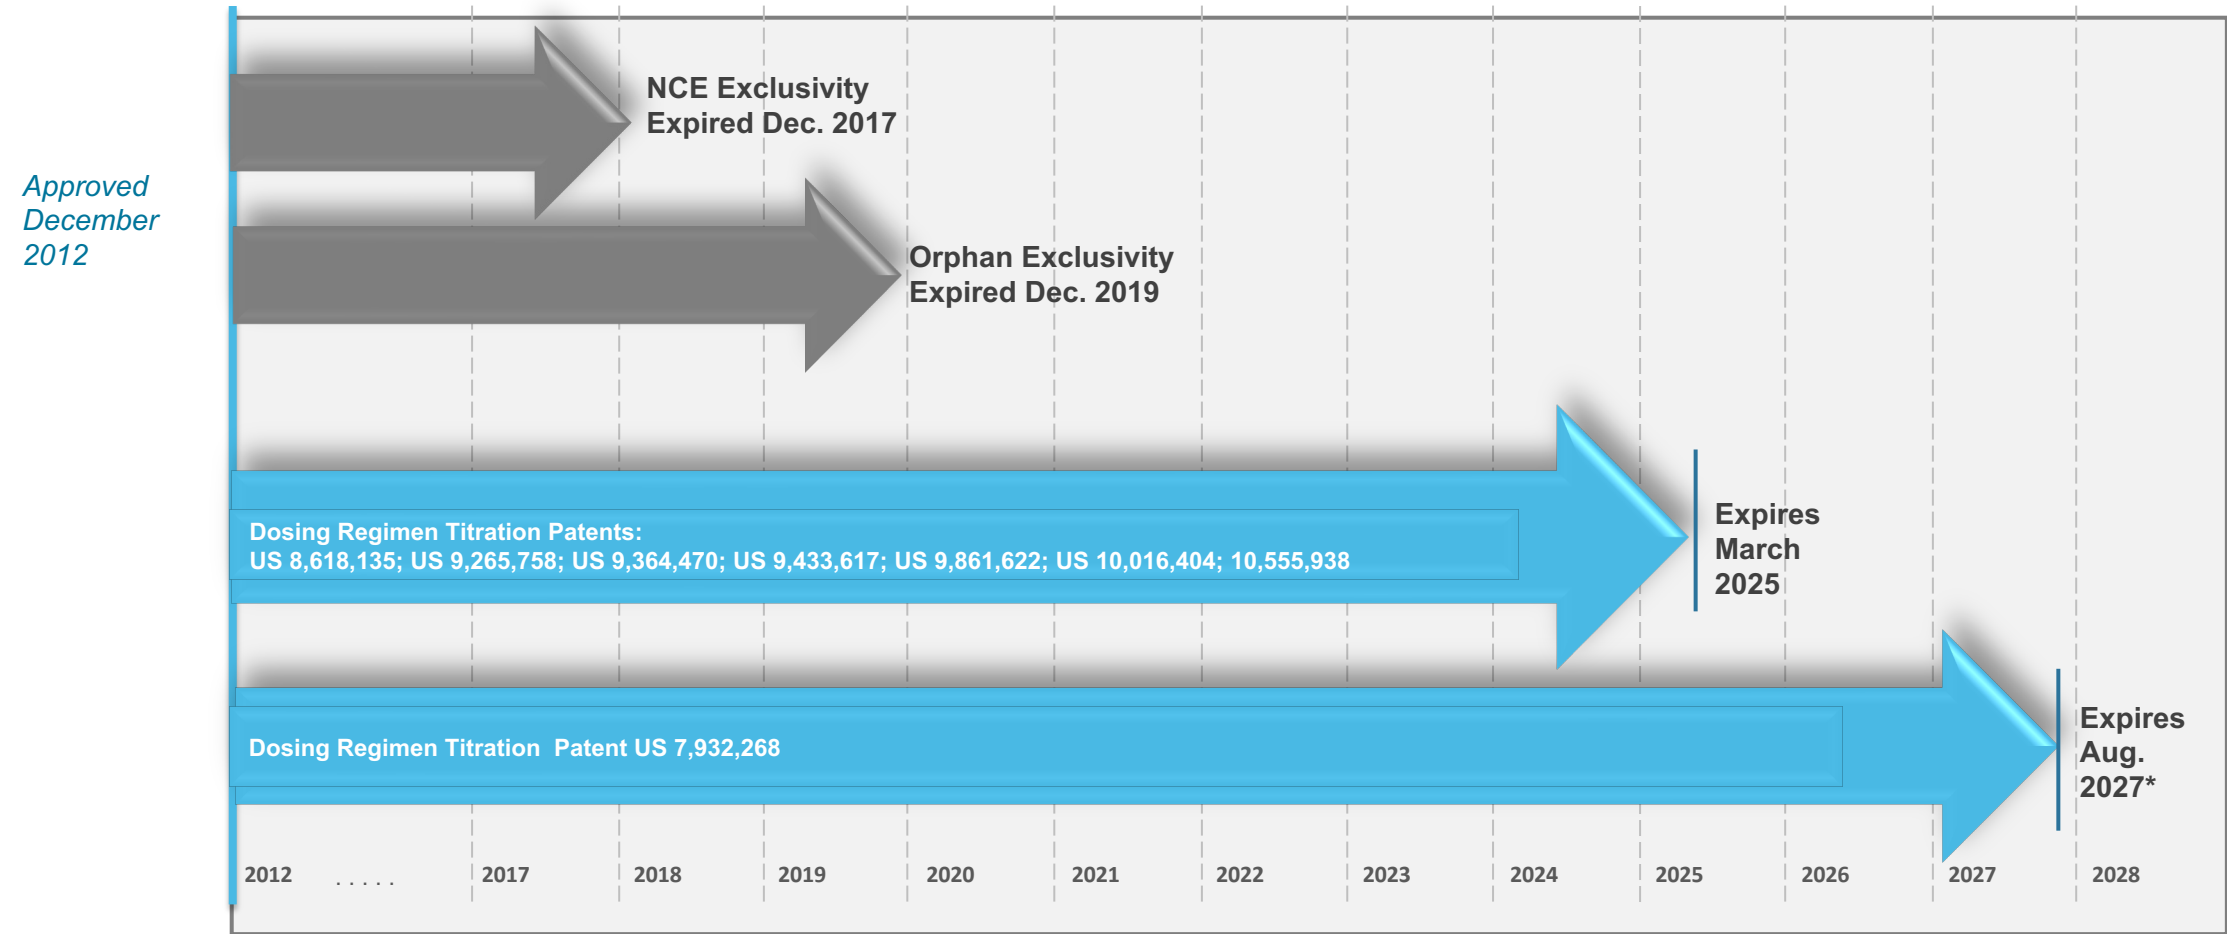 NCE Exclusivity
Expired Dec. 2017
Approved
December
2012
Orphan Exclusivity
Expired Dec. 2019
Expires
March
2025
Dosing Regimen Titration Patents:
US 8,618,135; US 9,265,758; US 9,364,470; US 9,433,617; US 9,861,622; US 10,016,404; 10,555,938
Expires
Aug.
2027*
Dosing Regimen Titration  Patent US 7,932,268
2012 ..... 2017 2018 2019 2020 2021 2022 2023 2024 2025 2026 2027 2028